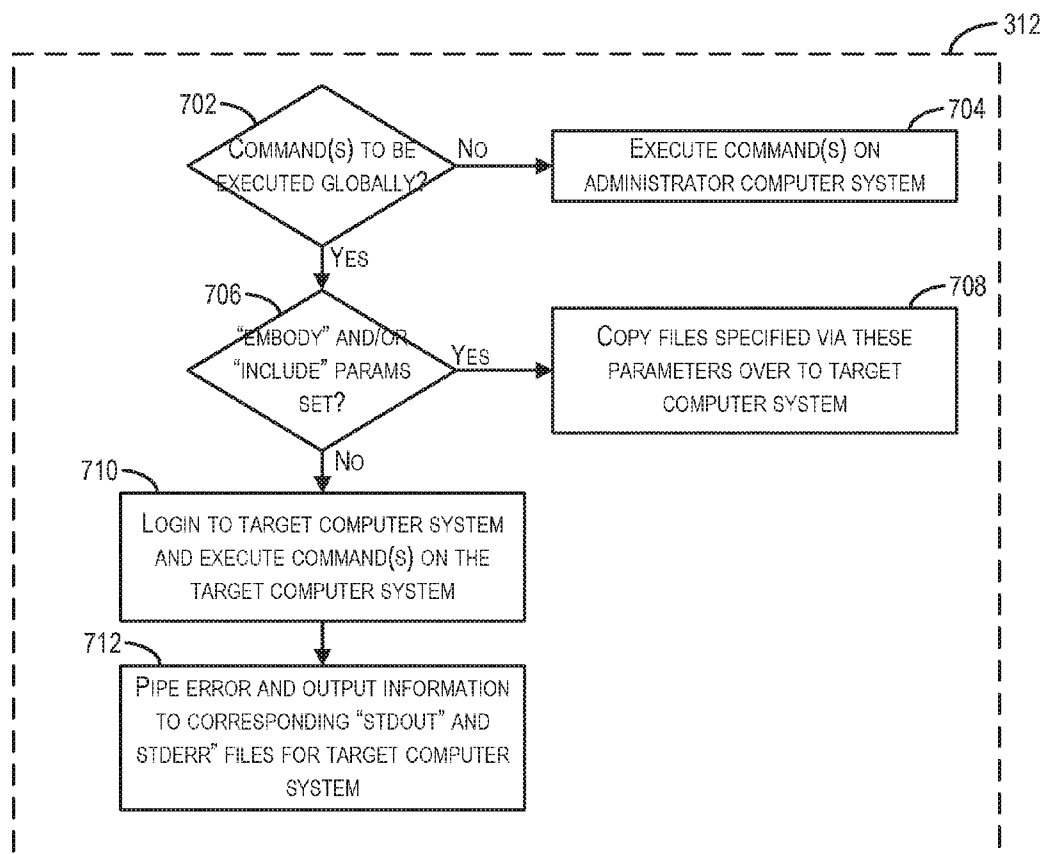 312
702
COMMAND(S) TO BE
EXECUTED GLOBALLY?
NO
704
EXECUTE COMMAND(S) ON
ADMINISTRATOR COMPUTER SYSTEM
YES
706
"EMBODY" AND/OR
"INCLUDE" PARAMS
SET?
YES
708
COPY FILES SPECIFIED VIA THESE
PARAMETERS OVER TO TARGET
COMPUTER SYSTEM
NO
710
LOGIN TO TARGET COMPUTER SYSTEM
AND EXECUTE COMMAND(S) ON THE
TARGET COMPUTER SYSTEM
712
PIPE ERROR AND OUTPUT INFORMATION
TO CORRESPONDING "STDOUT" AND
STDERR" FILES FOR TARGET COMPUTER
SYSTEM